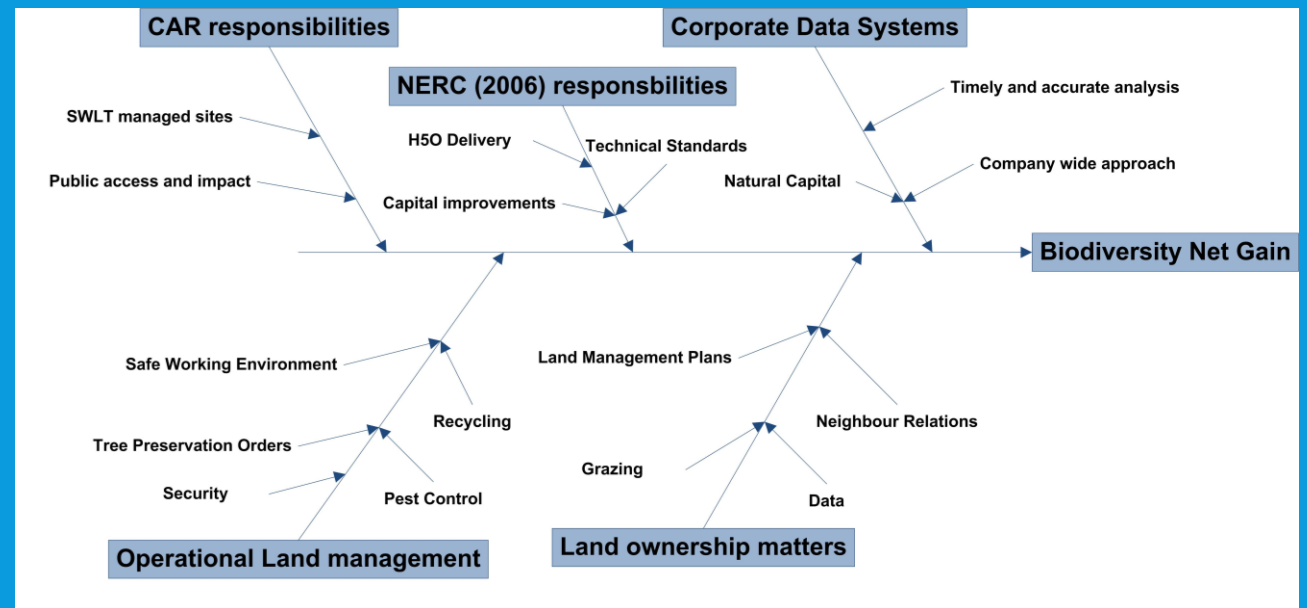 CAR responsibilities
Corporate Data Systems
NERC (2006) responsbilities
Timely and accurate analysis
SWLT managed sites
H5O Delivery
Technical Standards
Company wide approach
Public access and impact
Natural Capital
Capital improvements
Biodiversity Net Gain
Safe Working Environment
Land Management Plans
Recycling
Neighbour Relations
Tree Preservation Orders
Grazing
Security
Pest Control
Data
Operational Land management
Land ownership matters